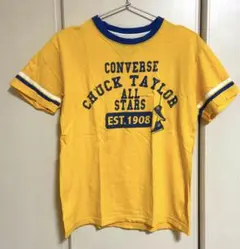 CONVERSE
CHUCK TAYLOR
ALL
STARS
EST. 1908